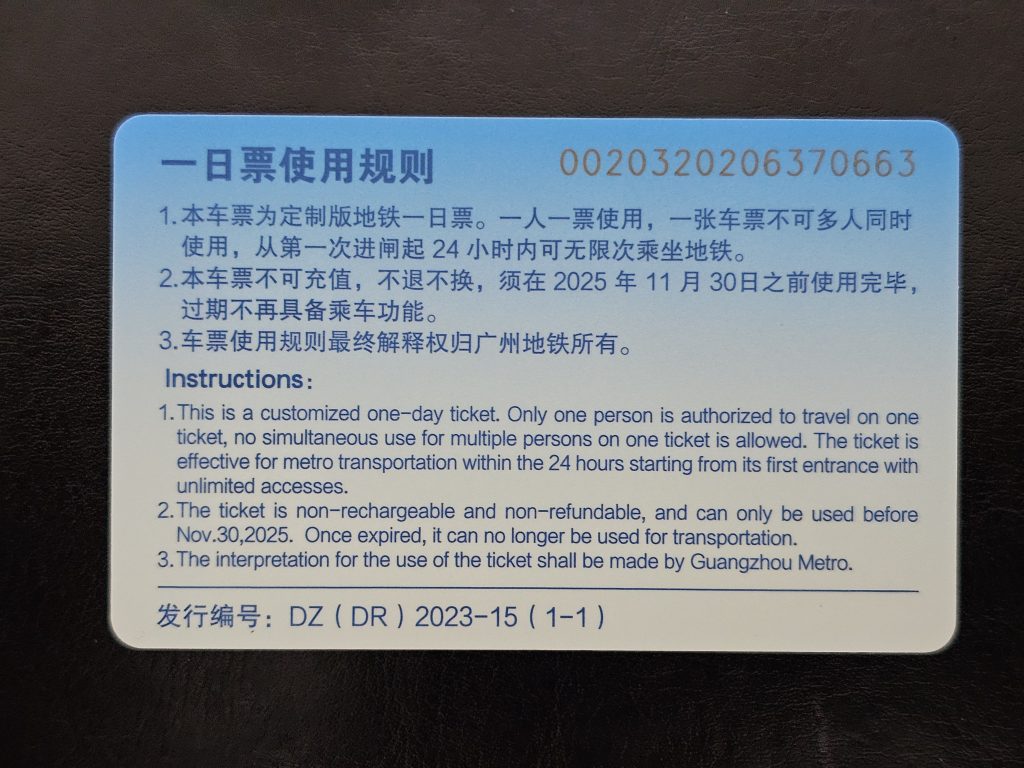 一日票使用规则 0020320206370663
1.本车票为定制版地铁一日票。一人一票使用，一张车票不可多人同时
使用，从第一次进闸起 24 小时内可无限次乘坐地铁。
2.本车票不可充值，不退不换，须在 2025 年 11 月 30日之前使用完毕，
过期不再具备乘车功能。
3.车票使用规则最终解释权归广州地铁所有。
Instructions：
1.This is a customized one-day ticket. Only one person is authorized to travel on one
ticket, no simultaneous use for multiple persons on one ticket is allowed. The ticket is
effective for metro transportation within the 24 hours starting from its first entrance with
unlimited accesses.
2.The ticket is non-rechargeable and non-refundable, and can only be used before
Nov.30,2025. Once expired, it can no longer be used for transportation.
3.The interpretation for the use of the ticket shall be made by Guangzhou Metro.
发行编号：DZ（DR）2023-15（1-1）